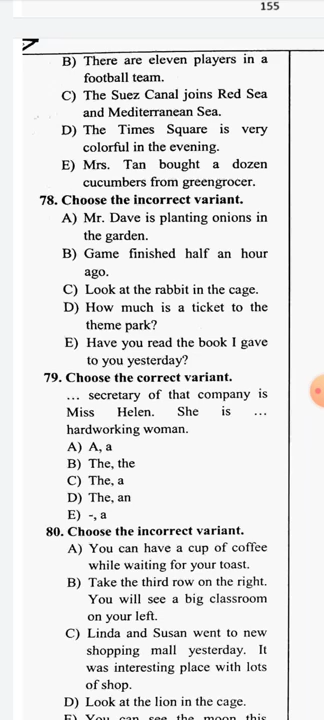 155
B) There are eleven players in a
football team.
C) The Suez Canal joins Red Sea
and Mediterranean Sea.
D) The Times Square is very
colorful in the evening.
E) Mrs. Tan bought a dozen
cucumbers from greengrocer.
78. Choose the incorrect variant.
A) Mr. Dave is planting onions in
the garden.
B) Game finished half an hour
ago.
C) Look at the rabbit in the cage.
D) How much is a ticket to the
theme park?
E) Have you read the book I gave
to you yesterday?
79. Choose the correct variant.
... secretary of that company is
Miss Helen. She is ...
hardworking woman.
A) A, a
B) The, the
C) The, a
D) The, an
E) -, a
80. Choose the incorrect variant.
A) You can have a cup of coffee
while waiting for your toast.
B) Take the third row on the right.
You will see a big classroom
on your left.
C) Linda and Susan went to new
shopping mall yesterday. It
was interesting place with lots
of shop.
D) Look at the lion in the cage.
E) You can see the moon this